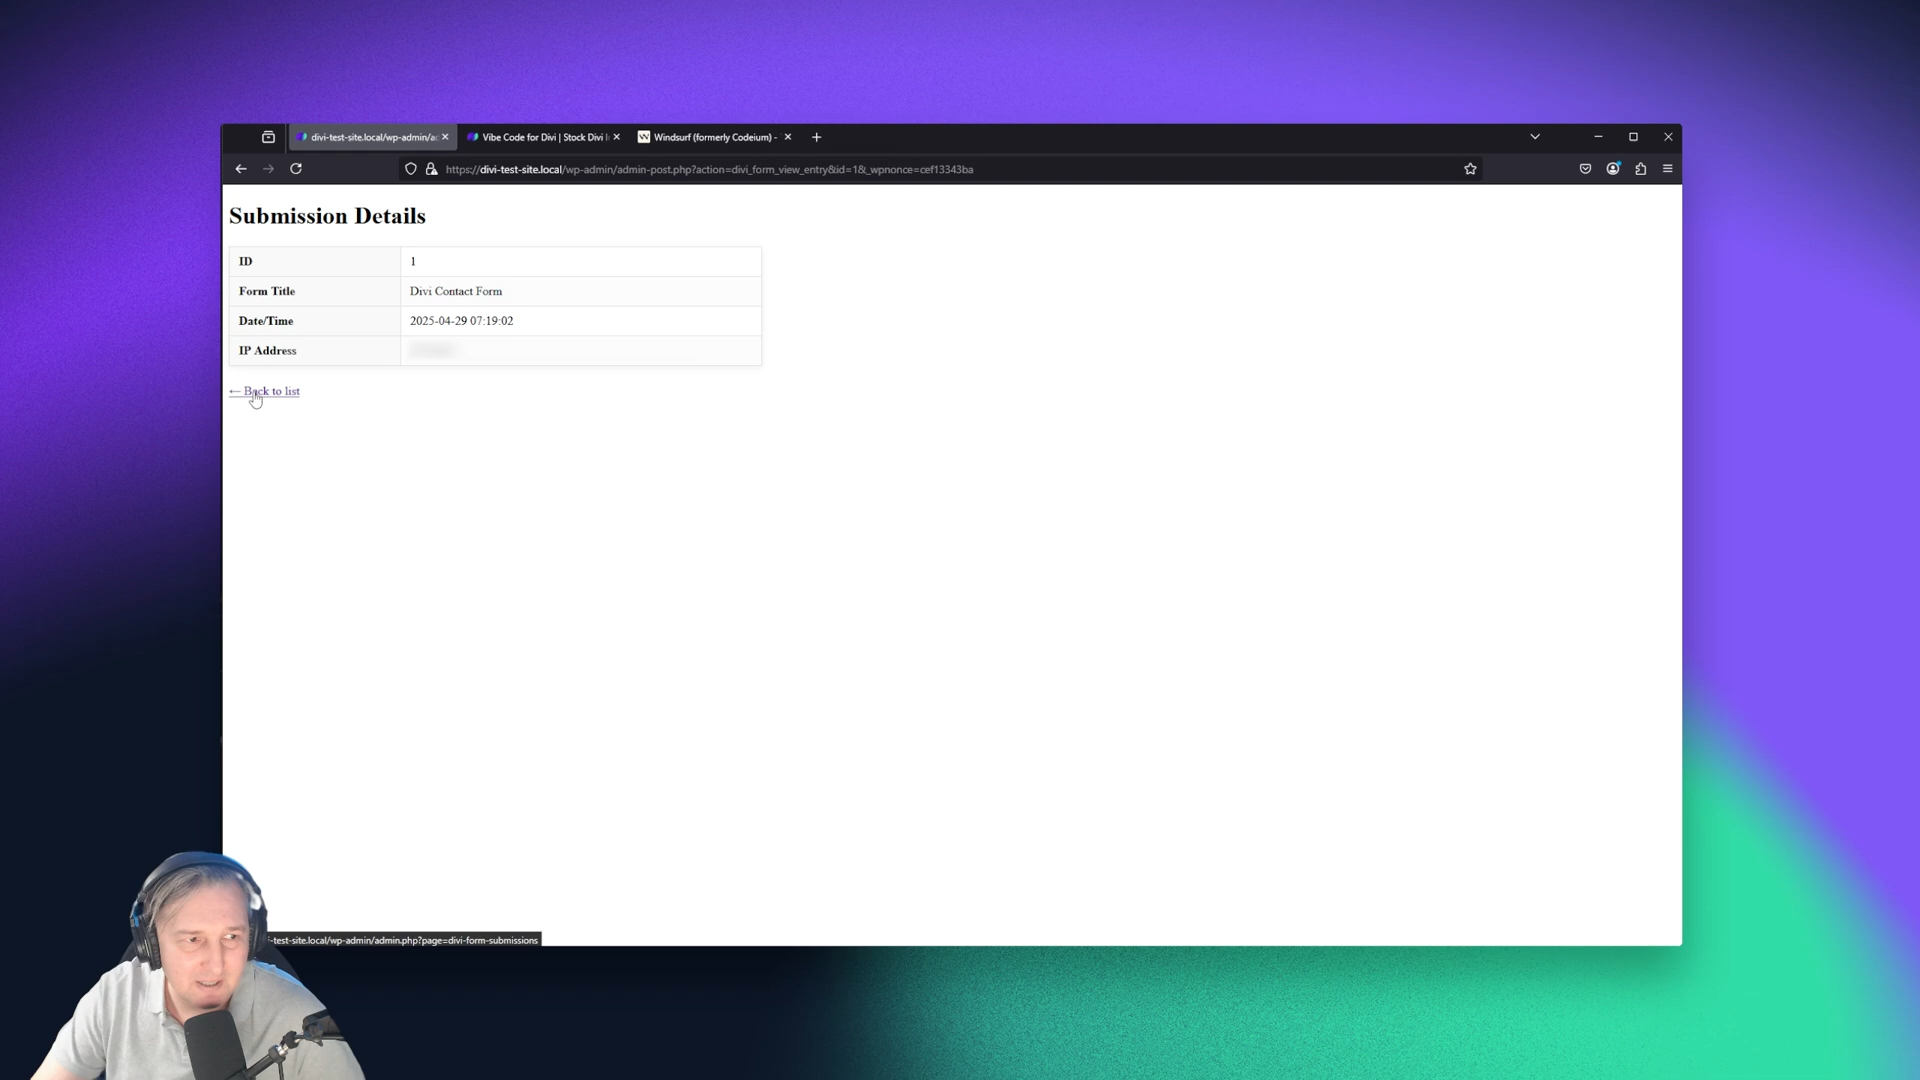 divi-test-site.local/wp-admin/a
Vibe Code for Divi | Stock Divi
Windsurf (formerly Codeium) -
https://divi-test-site.local/wp-admin/admin-post.php?action=divi_form_view_entry&id=1&_wpnonce=cef13343ba
Submission Details
ID 1
Form Title Divi Contact Form
Date/Time 2025-04-29 07:19:02
IP Address
← Back to list
-test-site.local/wp-admin/admin.php?page=divi-form-submissions